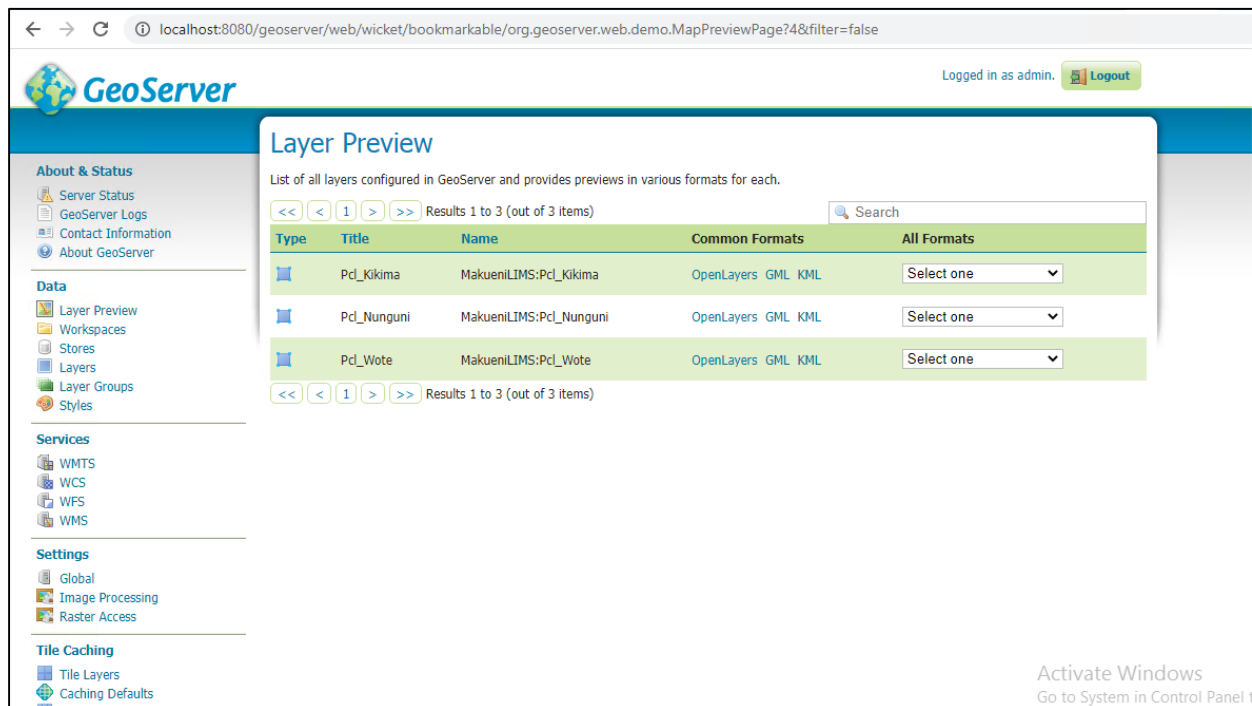 localhost:8080/geoserver/web/wicket/bookmarkable/org.geoserver.web.demo.MapPreviewPage?4&filter=false
GeoServer
Logged in as admin. Logout
About & Status
Server Status
GeoServer Logs
Contact Information
About GeoServer
Data
Layer Preview
Workspaces
Stores
Layers
Layer Groups
Styles
Services
WMTS
WCS
WFS
WMS
Settings
Global
Image Processing
Raster Access
Tile Caching
Tile Layers
Caching Defaults
Layer Preview
List of all layers configured in GeoServer and provides previews in various formats for each.
<< < 1 > >> Results 1 to 3 (out of 3 items) Search
Type Title Name Common Formats All Formats
Pcl_Kikima MakueniLIMS:Pcl_Kikima OpenLayers GML KML Select one
Pcl_Nunguni MakueniLIMS:Pcl_Nunguni OpenLayers GML KML Select one
Pcl_Wote MakueniLIMS:Pcl_Wote OpenLayers GML KML Select one
<< < 1 > >> Results 1 to 3 (out of 3 items)
Activate Windows
Go to System in Control Panel t